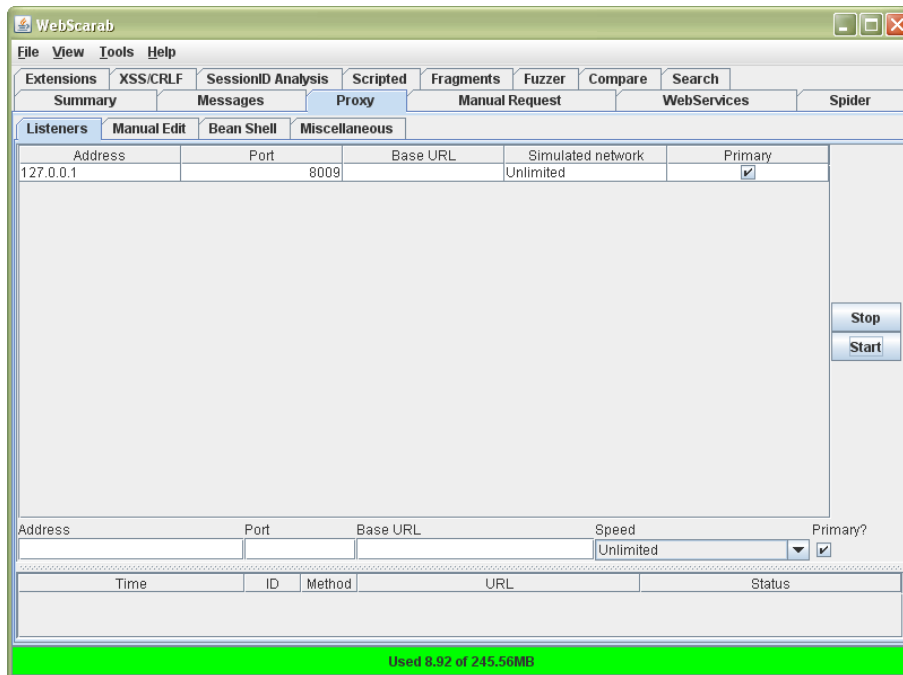 WebScarab
File View Tools Help
Extensions XSS/CRLF SessionID Analysis Scripted Fragments Fuzzer Compare Search
Summary Messages Proxy Manual Request WebServices Spider
Listeners Manual Edit Bean Shell Miscellaneous
Address Port Base URL Simulated network Primary
127.0.0.1 8009 Unlimited
Stop
Start
Address Port Base URL Speed Primary?
Unlimited
Time ID Method URL Status
Used 8.92 of 245.56MB